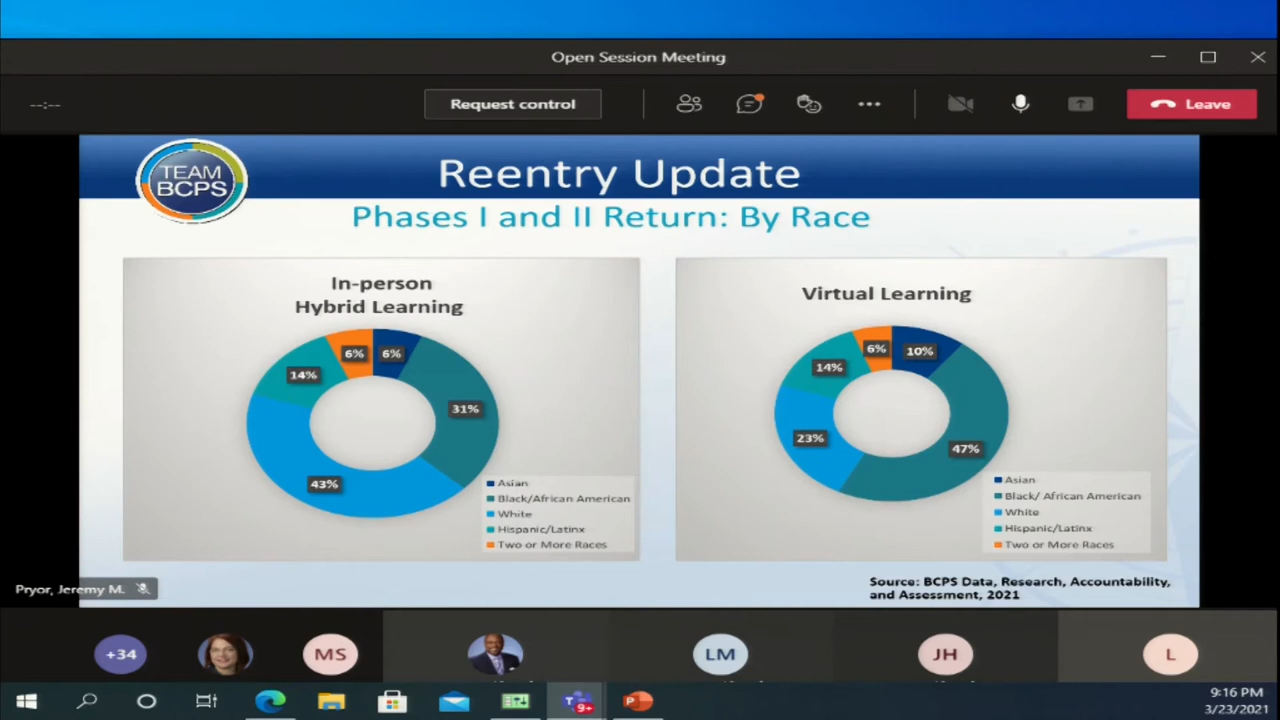 Open Session Meeting
--:--
Request control
Leave
TEAM
BCPS
Reentry Update
Phases I and II Return: By Race
In-person
Hybrid Learning
6%
6%
14%
31%
43%
Asian
Black/African American
White
Hispanic/Latinx
Two or More Races
Virtual Learning
6%
10%
14%
23%
47%
Asian
Black/ African American
White
Hispanic/Latinx
Two or More Races
Source: BCPS Data, Research, Accountability,
and Assessment, 2021
Pryor, Jeremy M.
+34
MS
LM
JH
L
9+
9:16 PM
3/23/2021